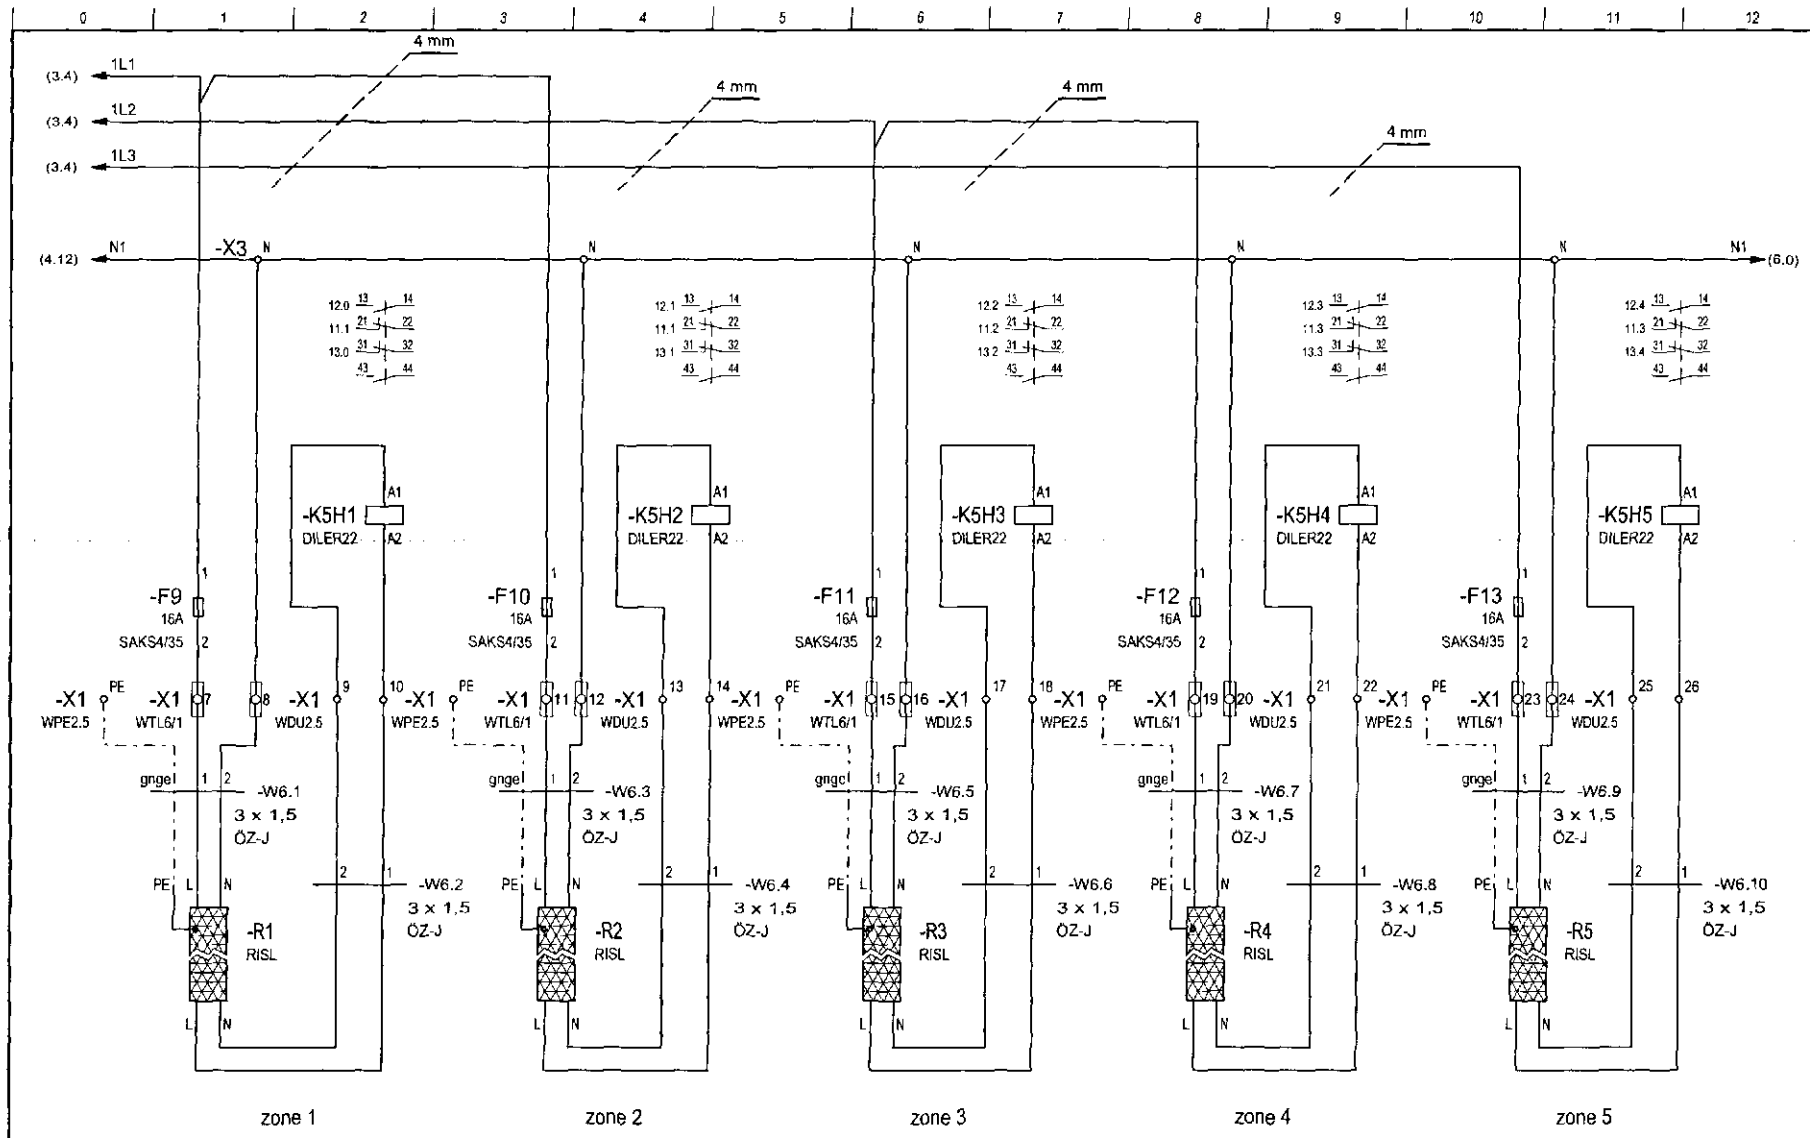 0 1 2 3 4 5 6 7 8 9 10 11 12
4 mm
(3.4) 1L1
4 mm 4 mm
(3.4) 1L2
4 mm
(3.4) 1L3
(4.12) N1 -X3 N N N N N N1 (6.0)
12.0 13 14 12.1 13 14 12.2 13 14 12.3 13 14 12.4 13 14
11.1 21 22 11.1 21 22 11.2 21 22 11.3 21 22 11.3 21 22
13.0 31 32 13.1 31 32 13.2 31 32 13.3 31 32 13.4 31 32
43 44 43 44 43 44 43 44 43 44
A1 A1 A1 A1 A1
-K5H1 -K5H2 -K5H3 -K5H4 -K5H5
DILER22 A2 DILER22 A2 DILER22 A2 DILER22 A2 DILER22 A2
1 1 1 1 1
-F9 -F10 -F11 -F12 -F13
16A 16A 16A 16A 16A
SAKS4/35 2 SAKS4/35 2 SAKS4/35 2 SAKS4/35 2 SAKS4/35 2
PE 9 10 PE 13 14 PE 17 18 PE 21 22 PE 25 26
-X1 -X1 7 8 -X1 -X1 -X1 11 12 -X1 -X1 -X1 15 16 -X1 -X1 -X1 19 20 -X1 -X1 -X1 23 24 -X1
WPE2.5 WTL6/1 WDU2.5 WPE2.5 WTL6/1 WDU2.5 WPE2.5 WTL6/1 WDU2.5 WPE2.5 WTL6/1 WDU2.5 WPE2.5 WTL6/1 WDU2.5
gnge 1 2 gnge 1 2 gnge 1 2 gnge 1 2 gnge 1 2
-W6.1 -W6.3 -W6.5 -W6.7 -W6.9
3 x 1,5 3 x 1,5 3 x 1,5 3 x 1,5 3 x 1,5
ÖZ-J ÖZ-J ÖZ-J ÖZ-J ÖZ-J
2 1 2 1 2 1 2 1 2 1
PE L N -W6.2 PE L N -W6.4 PE L N -W6.6 PE L N -W6.8 PE L N -W6.10
3 x 1,5 3 x 1,5 3 x 1,5 3 x 1,5 3 x 1,5
-R1 ÖZ-J -R2 ÖZ-J -R3 ÖZ-J -R4 ÖZ-J -R5 ÖZ-J
RISL RISL RISL RISL RISL
L N L N L N L N L N
zone 1 zone 2 zone 3 zone 4 zone 5